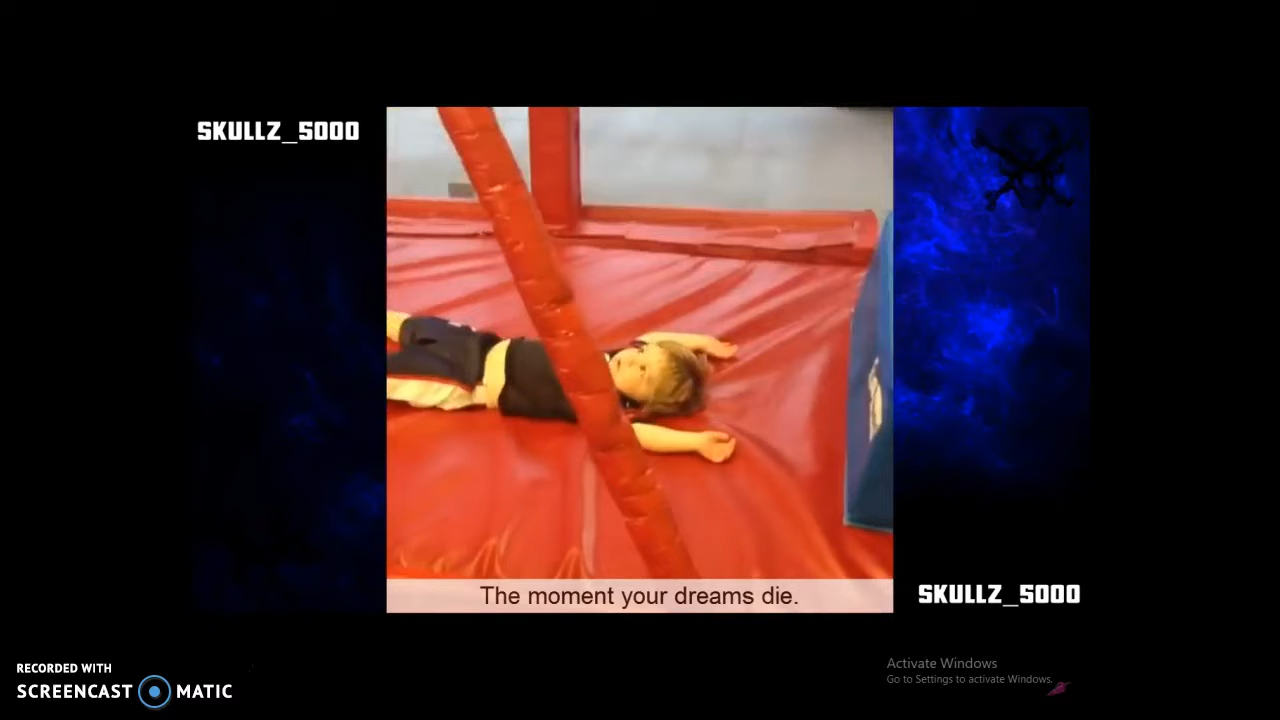 SKULLZ_5000
The moment your dreams die.
SKULLZ_5000
RECORDED WITH
SCREENCAST MATIC
Activate Windows
Go to Settings to activate Windows.